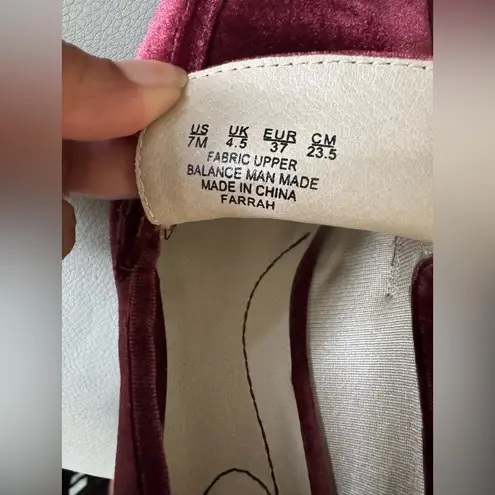 US UK EUR CM
7M 4.5 37 23.5
FABRIC UPPER
BALANCE MAN MADE
MADE IN CHINA
FARRAH